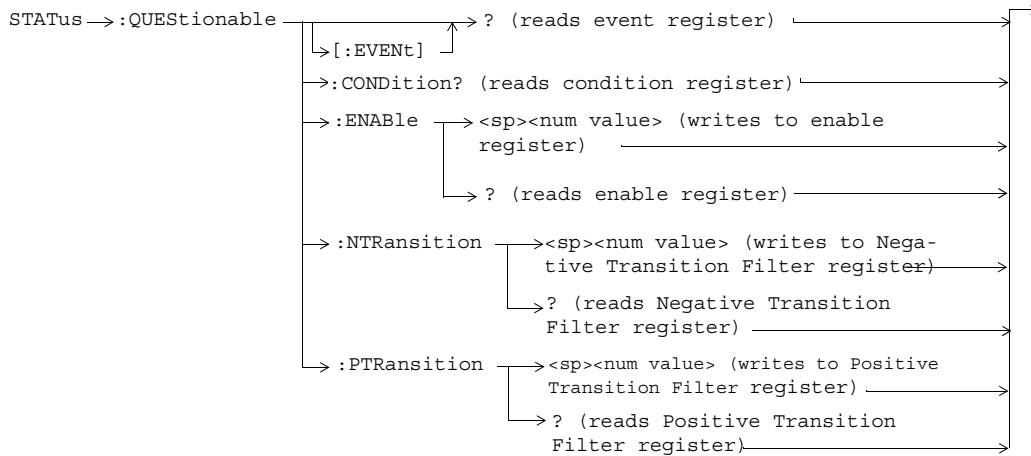 STATus :QUEStionable ? (reads event register)
[:EVENt]
:CONDition? (reads condition register)
:ENABle <sp><num value> (writes to enable
register)
? (reads enable register)
:NTRansition <sp><num value> (writes to Nega-
tive Transition Filter register)
? (reads Negative Transition
Filter register)
:PTRansition <sp><num value> (writes to Positive
Transition Filter register)
? (reads Positive Transition
Filter register)